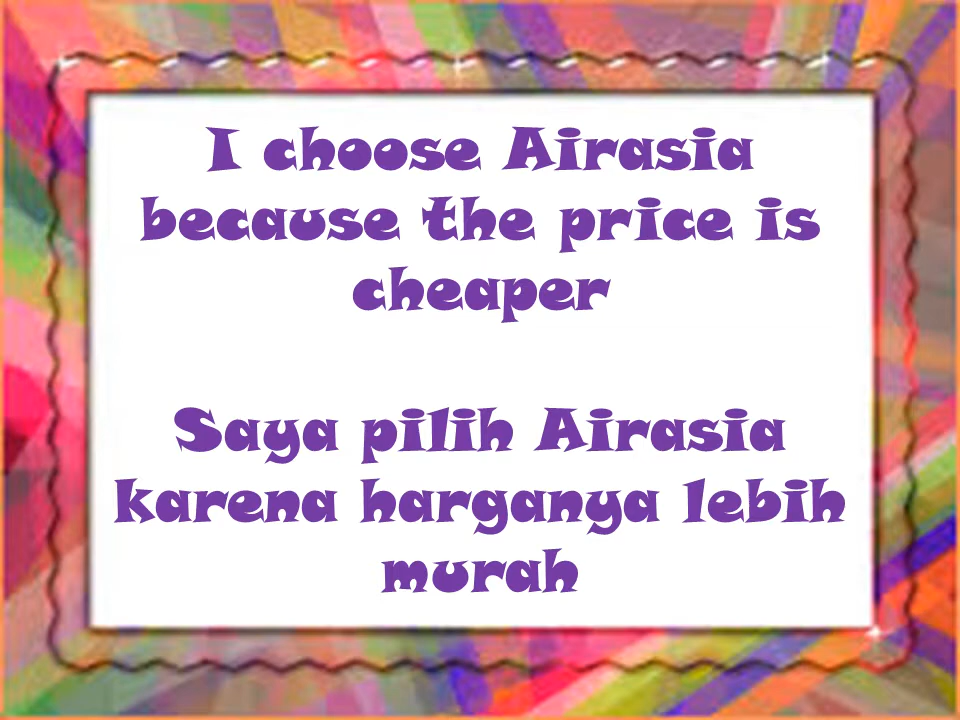 I choose Airasia
because the price is
cheaper
Saya pilih Airasia
karena harganya lebih
murah